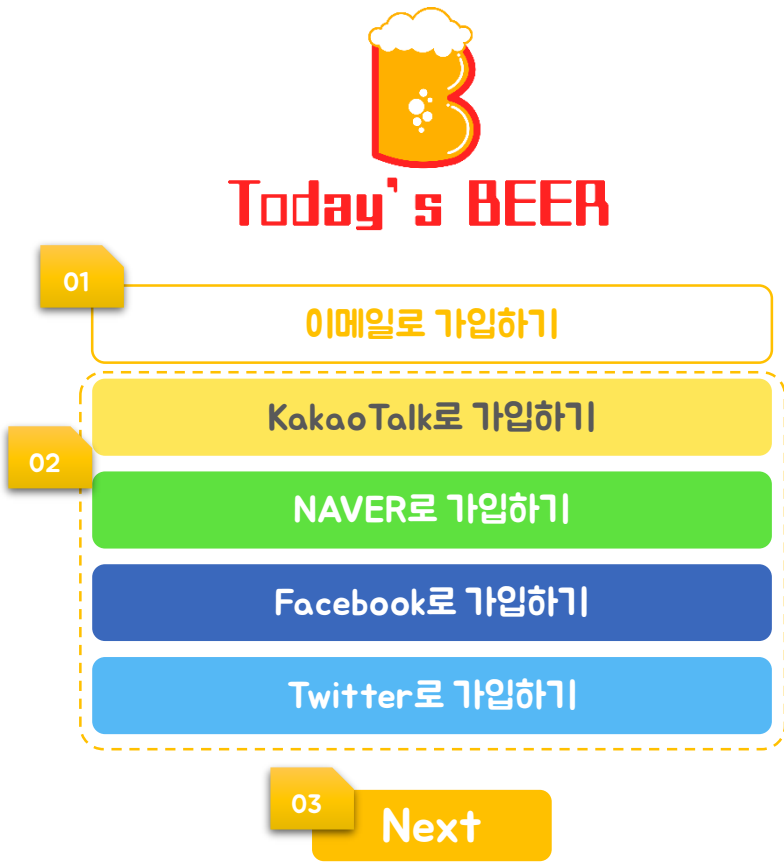 Today's BEER
01
이메일로 가입하기
KakaoTalk로 가입하기
02
NAVER로 가입하기
Facebook로 가입하기
Twitter로 가입하기
03
Next